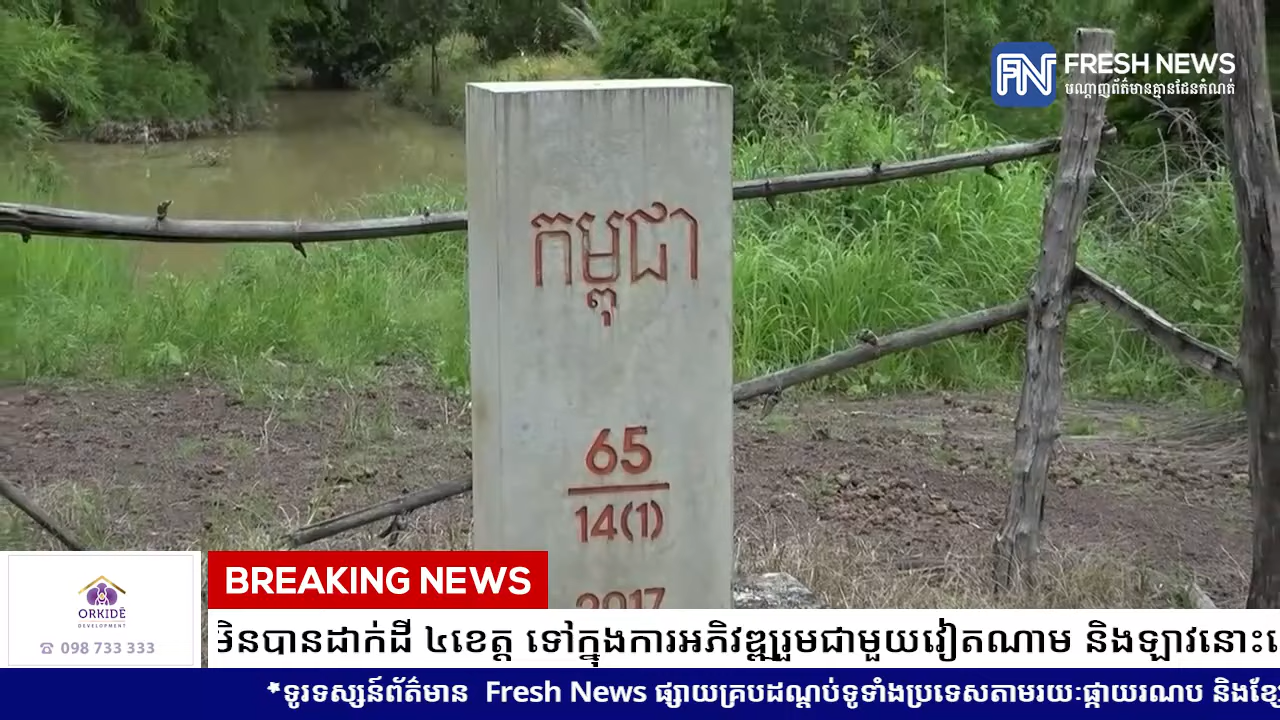 FRESH NEWS
បណ្ដាញព័ត៌មានគ្មានដែនកំណត់
កម្ពុជា
65
14(1)
2017
ORKIDĒ
DEVELOPMENT
☏ 098 733 333
BREAKING NEWS
មិនបានដាក់ដី ៤ខេត្ត ទៅក្នុងការអភិវឌ្ឍរួមជាមួយវៀតណាម និងឡាវនោះ
*ទូរទស្សន៍ព័ត៌មាន Fresh News ផ្សាយគ្របដណ្ដប់ទូទាំងប្រទេសតាមរយៈផ្កាយរណប និង